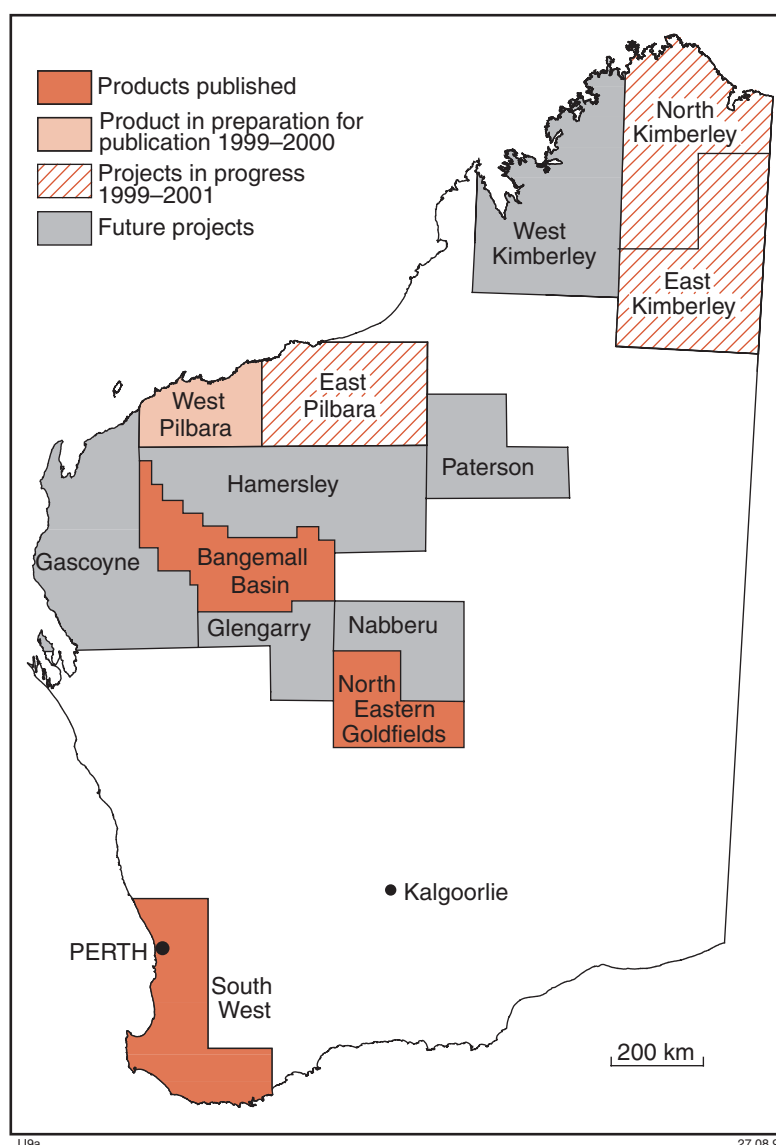 Products published
Product in preparation for
publication 1999–2000
Projects in progress
1999–2001
Future projects
North
Kimberley
West
Kimberley
East
Kimberley
West
Pilbara
East
Pilbara
Paterson
Hamersley
Gascoyne
Bangemall
Basin
Glengarry
Nabberu
North
Eastern
Goldfields
Kalgoorlie
PERTH
South
West
200 km